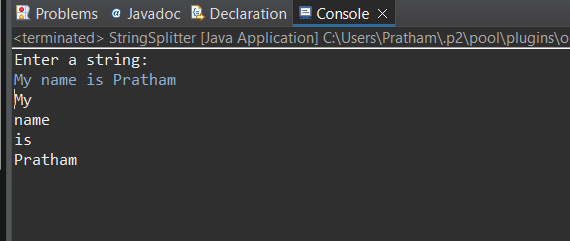 Problems Javadoc Declaration Console
<terminated> StringSplitter [Java Application] C:\Users\Pratham\.p2\pool\plugins\o
Enter a string:
My name is Pratham
My
name
is
Pratham